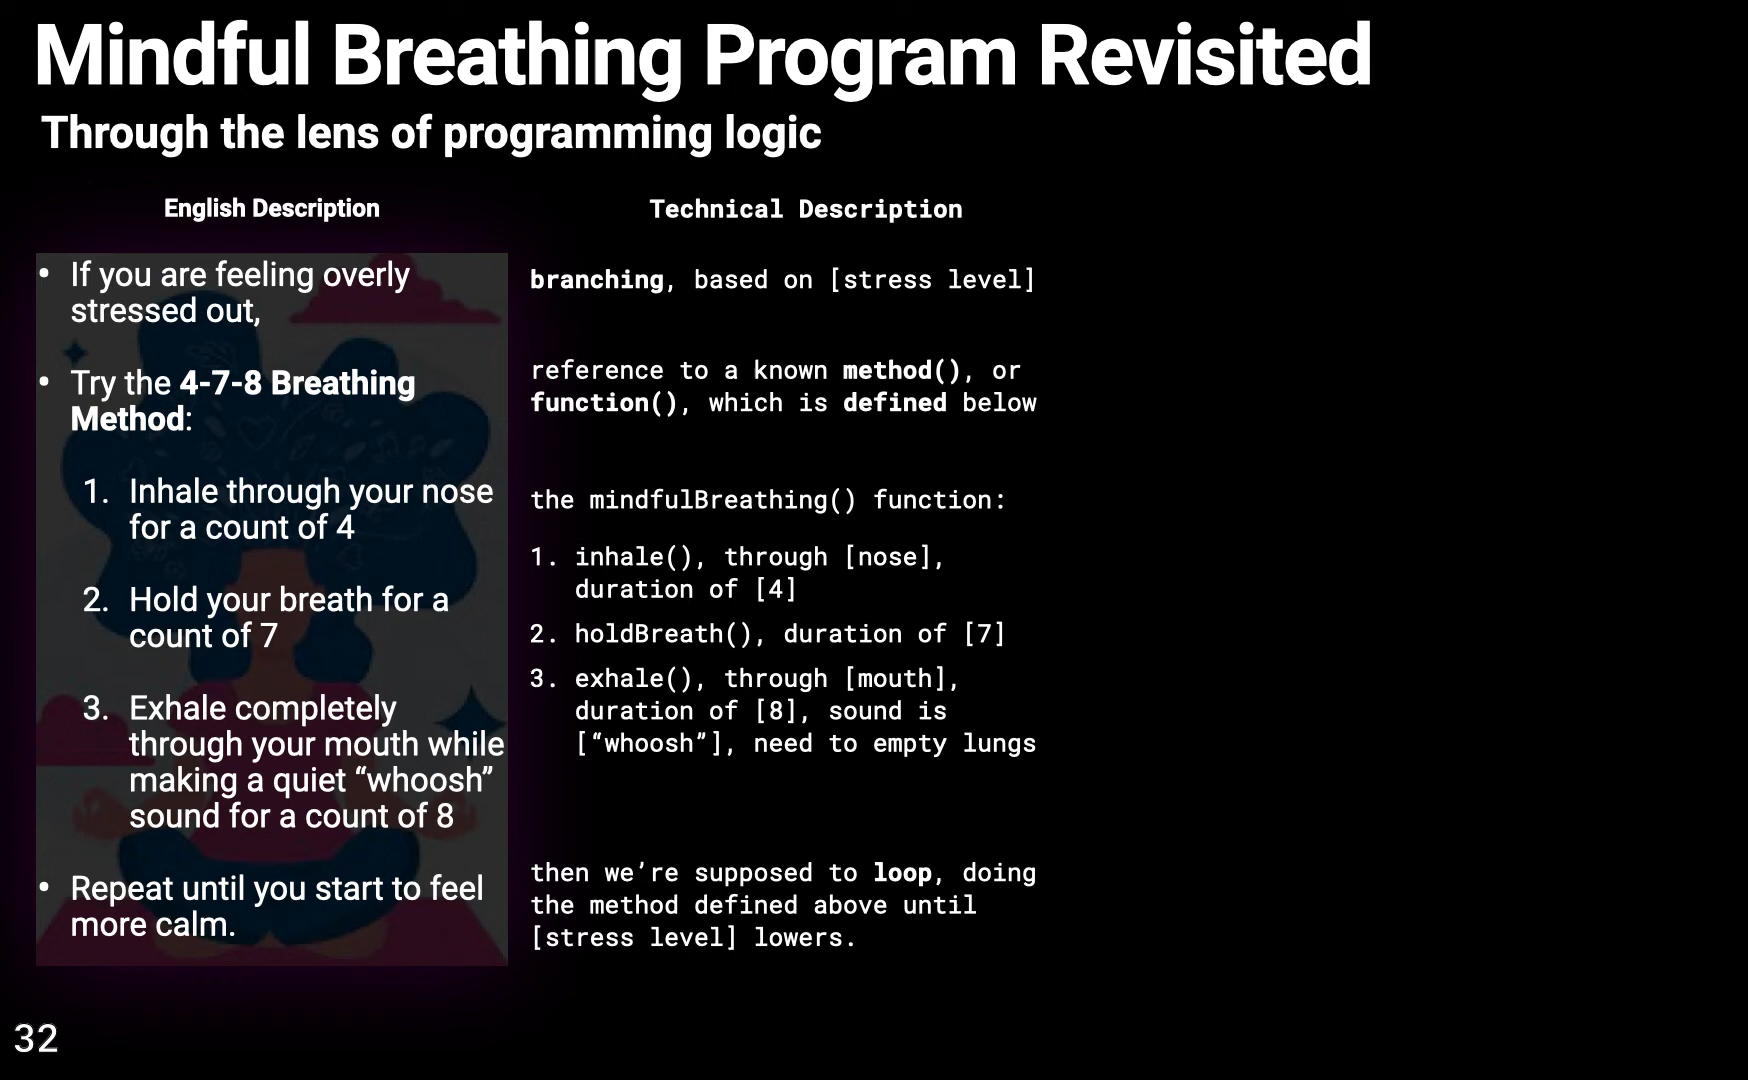 Mindful Breathing Program Revisited
Through the lens of programming logic
English Description
• If you are feeling overly
stressed out,
• Try the 4-7-8 Breathing
Method:
1. Inhale through your nose
for a count of 4
2. Hold your breath for a
count of 7
3. Exhale completely
through your mouth while
making a quiet “whoosh”
sound for a count of 8
• Repeat until you start to feel
more calm.
Technical Description
branching, based on [stress level]
reference to a known method(), or
function(), which is defined below
the mindfulBreathing() function:
1. inhale(), through [nose],
duration of [4]
2. holdBreath(), duration of [7]
3. exhale(), through [mouth],
duration of [8], sound is
[“whoosh”], need to empty lungs
then we’re supposed to loop, doing
the method defined above until
[stress level] lowers.
32